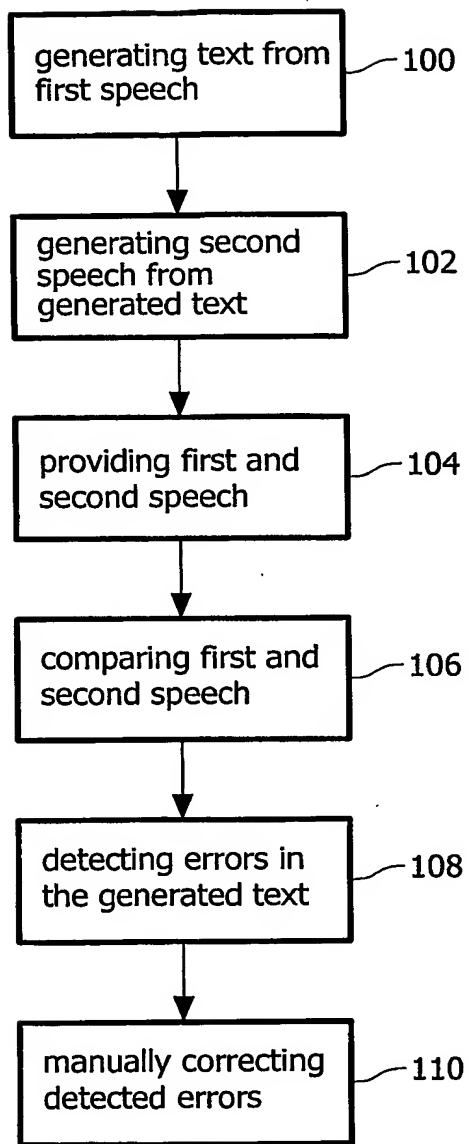 generating text from
first speech
100
generating second
speech from
generated text
102
providing first and
second speech
104
comparing first and
second speech
106
detecting errors in
the generated text
108
manually correcting
detected errors
110